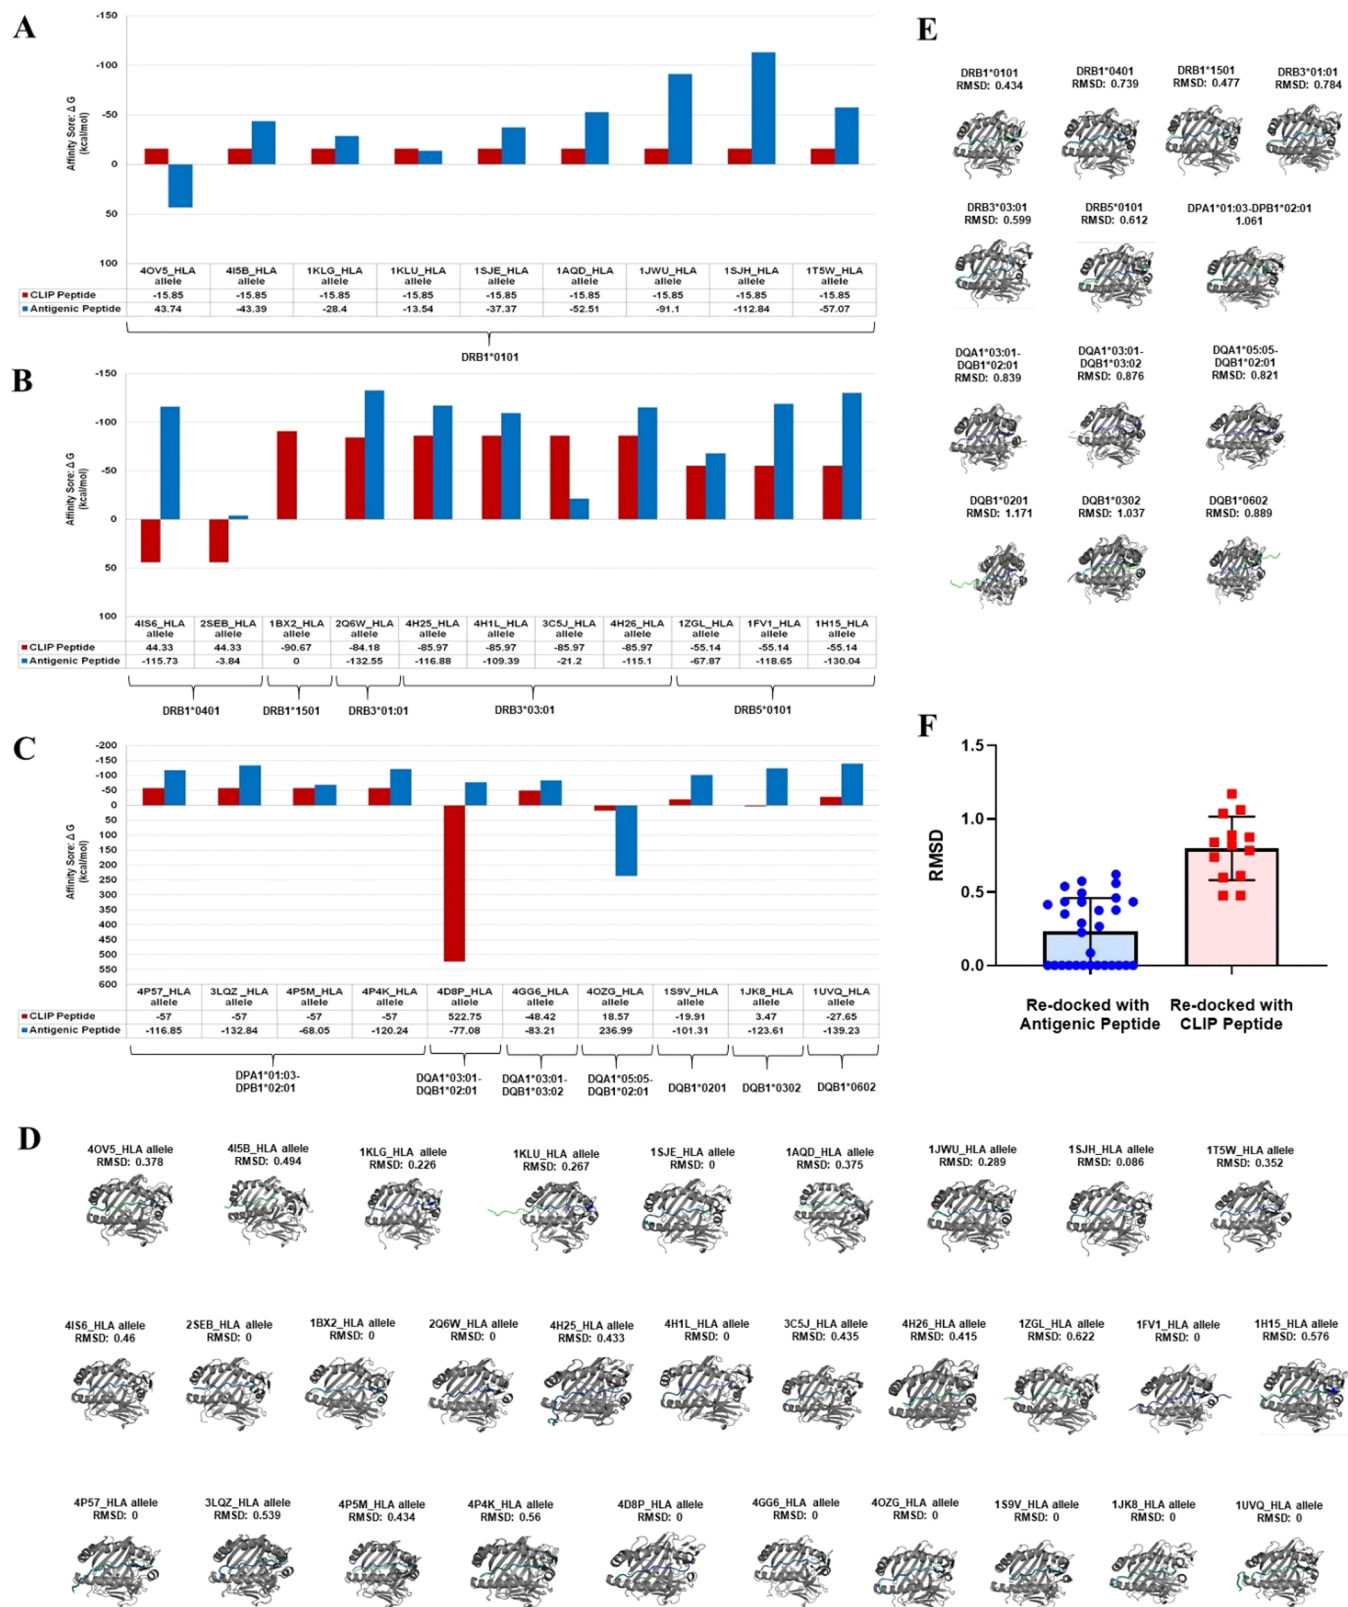 A
Affinity Sore: Δ G
(kcal/mol)
-150
-100
-50
0
50
100
4OV5_HLA allele 4I5B_HLA allele 1KLG_HLA allele 1KLU_HLA allele 1SJE_HLA allele 1AQD_HLA allele 1JWU_HLA allele 1SJH_HLA allele 1T5W_HLA allele
CLIP Peptide -15.85 -15.85 -15.85 -15.85 -15.85 -15.85 -15.85 -15.85 -15.85
Antigenic Peptide 43.74 -43.39 -28.4 -13.54 -37.37 -52.51 -91.1 -112.84 -57.07
DRB1*0101
B
Affinity Sore: Δ G
(kcal/mol)
-150
-100
-50
0
50
100
4IS6_HLA allele 2SEB_HLA allele 1BX2_HLA allele 2Q6W_HLA allele 4H25_HLA allele 4H1L_HLA allele 3C5J_HLA allele 4H26_HLA allele 1ZGL_HLA allele 1FV1_HLA allele 1H15_HLA allele
CLIP Peptide 44.33 44.33 -90.67 -84.18 -85.97 -85.97 -85.97 -85.97 -55.14 -55.14 -55.14
Antigenic Peptide -115.73 -3.84 0 -132.55 -116.88 -109.39 -21.2 -115.1 -67.87 -118.65 -130.04
DRB1*0401 DRB1*1501 DRB3*01:01 DRB3*03:01 DRB5*0101
C
Affinity Sore: Δ G
(kcal/mol)
-200
-150
-100
-50
0
50
100
150
200
250
300
350
400
450
500
550
600
4P57_HLA allele 3LQZ_HLA allele 4P5M_HLA allele 4P4K_HLA allele 4D8P_HLA allele 4GG6_HLA allele 4OZG_HLA allele 1S9V_HLA allele 1JK8_HLA allele 1UVQ_HLA allele
CLIP Peptide -57 -57 -57 -57 522.75 -48.42 18.57 -19.91 3.47 -27.65
Antigenic Peptide -116.85 -132.84 -68.05 -120.24 -77.08 -83.21 236.99 -101.31 -123.61 -139.23
DPA1*01:03-
DPB1*02:01
DQA1*03:01-
DQB1*02:01
DQA1*03:01-
DQB1*03:02
DQA1*05:05-
DQB1*02:01
DQB1*0201 DQB1*0302 DQB1*0602
D
4OV5_HLA allele
RMSD: 0.378
4I5B_HLA allele
RMSD: 0.494
1KLG_HLA allele
RMSD: 0.226
1KLU_HLA allele
RMSD: 0.267
1SJE_HLA allele
RMSD: 0
1AQD_HLA allele
RMSD: 0.375
1JWU_HLA allele
RMSD: 0.289
1SJH_HLA allele
RMSD: 0.086
1T5W_HLA allele
RMSD: 0.352
4IS6_HLA allele
RMSD: 0.46
2SEB_HLA allele
RMSD: 0
1BX2_HLA allele
RMSD: 0
2Q6W_HLA allele
RMSD: 0
4H25_HLA allele
RMSD: 0.433
4H1L_HLA allele
RMSD: 0
3C5J_HLA allele
RMSD: 0.435
4H26_HLA allele
RMSD: 0.415
1ZGL_HLA allele
RMSD: 0.622
1FV1_HLA allele
RMSD: 0
1H15_HLA allele
RMSD: 0.576
4P57_HLA allele
RMSD: 0
3LQZ_HLA allele
RMSD: 0.539
4P5M_HLA allele
RMSD: 0.434
4P4K_HLA allele
RMSD: 0.56
4D8P_HLA allele
RMSD: 0
4GG6_HLA allele
RMSD: 0
4OZG_HLA allele
RMSD: 0
1S9V_HLA allele
RMSD: 0
1JK8_HLA allele
RMSD: 0
1UVQ_HLA allele
RMSD: 0
E
DRB1*0101
RMSD: 0.434
DRB1*0401
RMSD: 0.739
DRB1*1501
RMSD: 0.477
DRB3*01:01
RMSD: 0.784
DRB3*03:01
RMSD: 0.599
DRB5*0101
RMSD: 0.612
DPA1*01:03-DPB1*02:01
1.061
DQA1*03:01-
DQB1*02:01
RMSD: 0.839
DQA1*03:01-
DQB1*03:02
RMSD: 0.876
DQA1*05:05-
DQB1*02:01
RMSD: 0.821
DQB1*0201
RMSD: 1.171
DQB1*0302
RMSD: 1.037
DQB1*0602
RMSD: 0.889
F
RMSD
1.5
1.0
0.5
0.0
Re-docked with
Antigenic Peptide
Re-docked with
CLIP Peptide